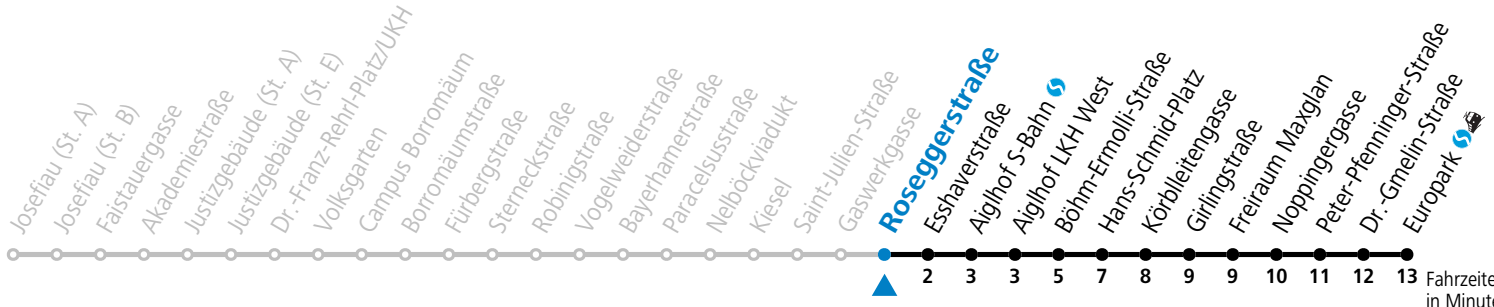 Josefiau (St. A)
Josefiau (St. B)
Faistauergasse
Akademiestraße
Justizgebäude (St. A)
Justizgebäude (St. E)
Dr.-Franz-Rehrl-Platz/UKH
Volksgarten
Campus Borromäum
Borromäumstraße
Fürbergstraße
Sterneckstraße
Robinigstraße
Vogelweiderstraße
Bayerhamerstraße
Paracelsusstraße
Nelböckviadukt
Kiesel
Saint-Julien-Straße
Gaswerkgasse
Roseggerstraße
Esshaverstraße
Aiglhof S-Bahn
Aiglhof LKH West
Böhm-Ermolli-Straße
Hans-Schmid-Platz
Körblleitengasse
Girlingstraße
Freiraum Maxglan
Noppingergasse
Peter-Pfenninger-Straße
Dr.-Gmelin-Straße
Europark
2 3 3 5 7 8 9 9 10 11 12 13
Fahrzeite
in Minute